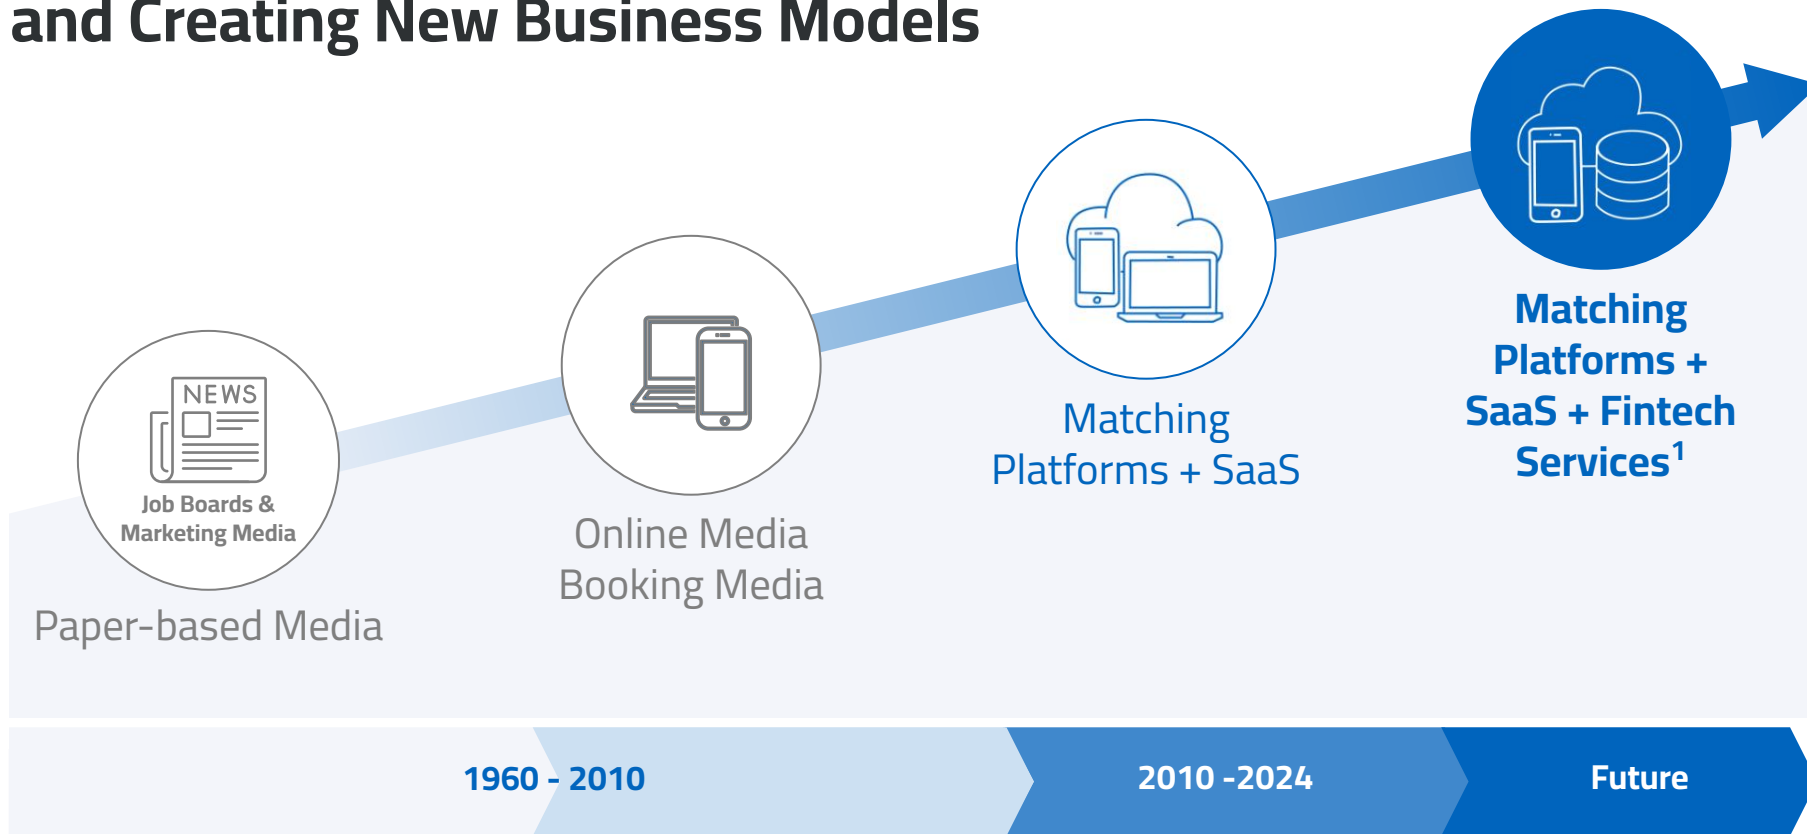 and Creating New Business Models
NEWS
Job Boards &
Marketing Media
Paper-based Media
Online Media
Booking Media
Matching
Platforms + SaaS
Matching
Platforms +
SaaS + Fintech
Services¹
1960 - 2010
2010 -2024
Future